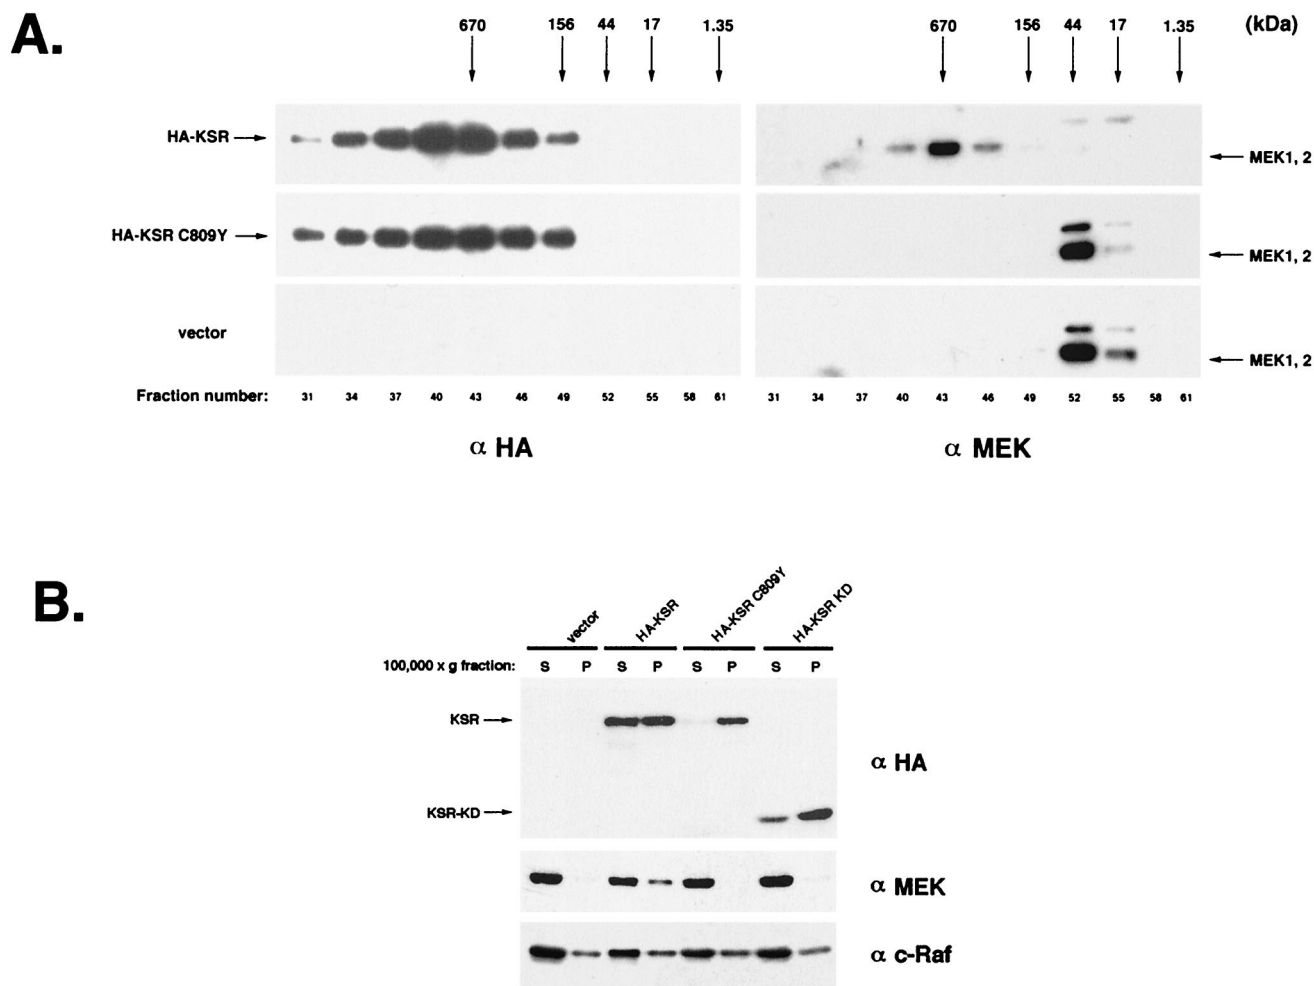 A.
670 156 44 17 1.35 670 156 44 17 1.35 (kDa)
HA-KSR MEK1, 2
HA-KSR C809Y MEK1, 2
vector MEK1, 2
Fraction number: 31 34 37 40 43 46 49 52 55 58 61 31 34 37 40 43 46 49 52 55 58 61
α HA α MEK
B.
vector HA-KSR HA-KSR C809Y HA-KSR KD
100,000 x g fraction: S P S P S P S P
KSR
α HA
KSR-KD
α MEK
α c-Raf